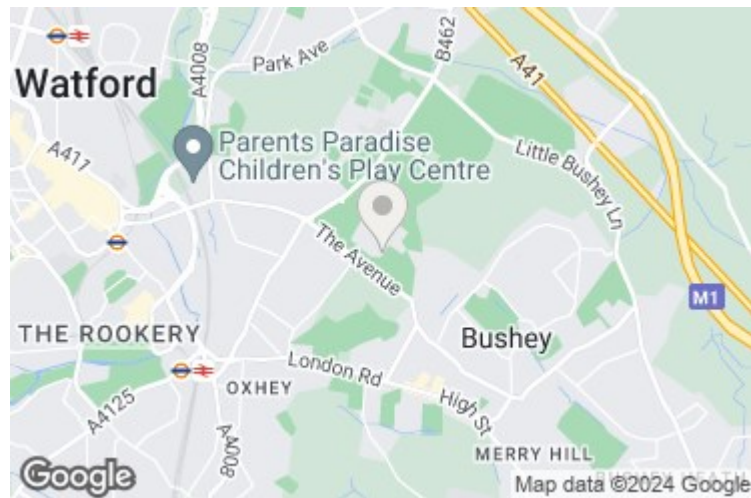 B462
A4008
Park Ave
A41
Watford
A411
Parents Paradise
Children's Play Centre
Little Bushey Ln
The Avenue
M1
THE ROOKERY
Bushey
London Rd
OXHEY
High St
A4125
A4008
MERRY HILL
Google
Map data ©2024 Google